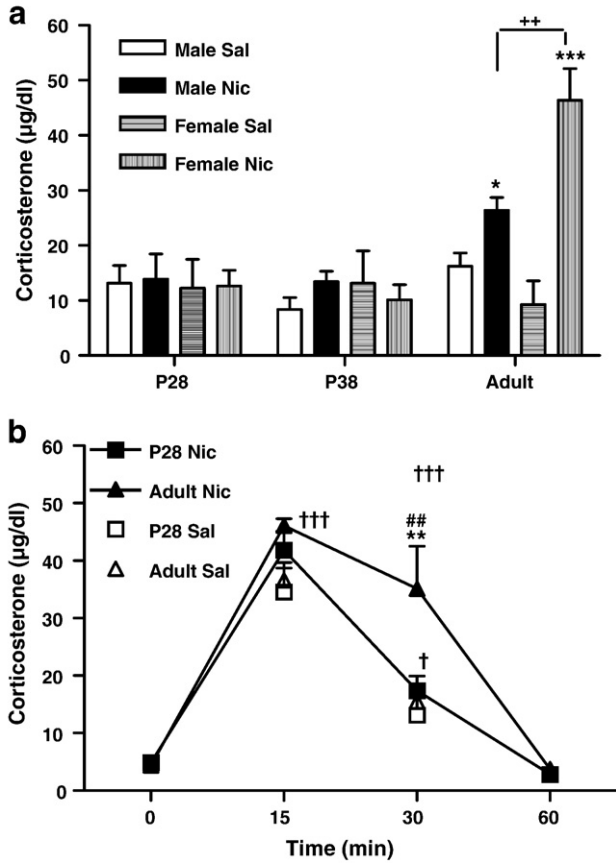 a
Corticosterone (µg/dl)
60
50
40
30
20
10
0
Male Sal
Male Nic
Female Sal
Female Nic
++
***
*
P28
P38
Adult
b
Corticosterone (µg/dl)
60
50
40
30
20
10
0
P28 Nic
Adult Nic
P28 Sal
Adult Sal
†††
†††
##
**
†
0
15
30
60
Time (min)